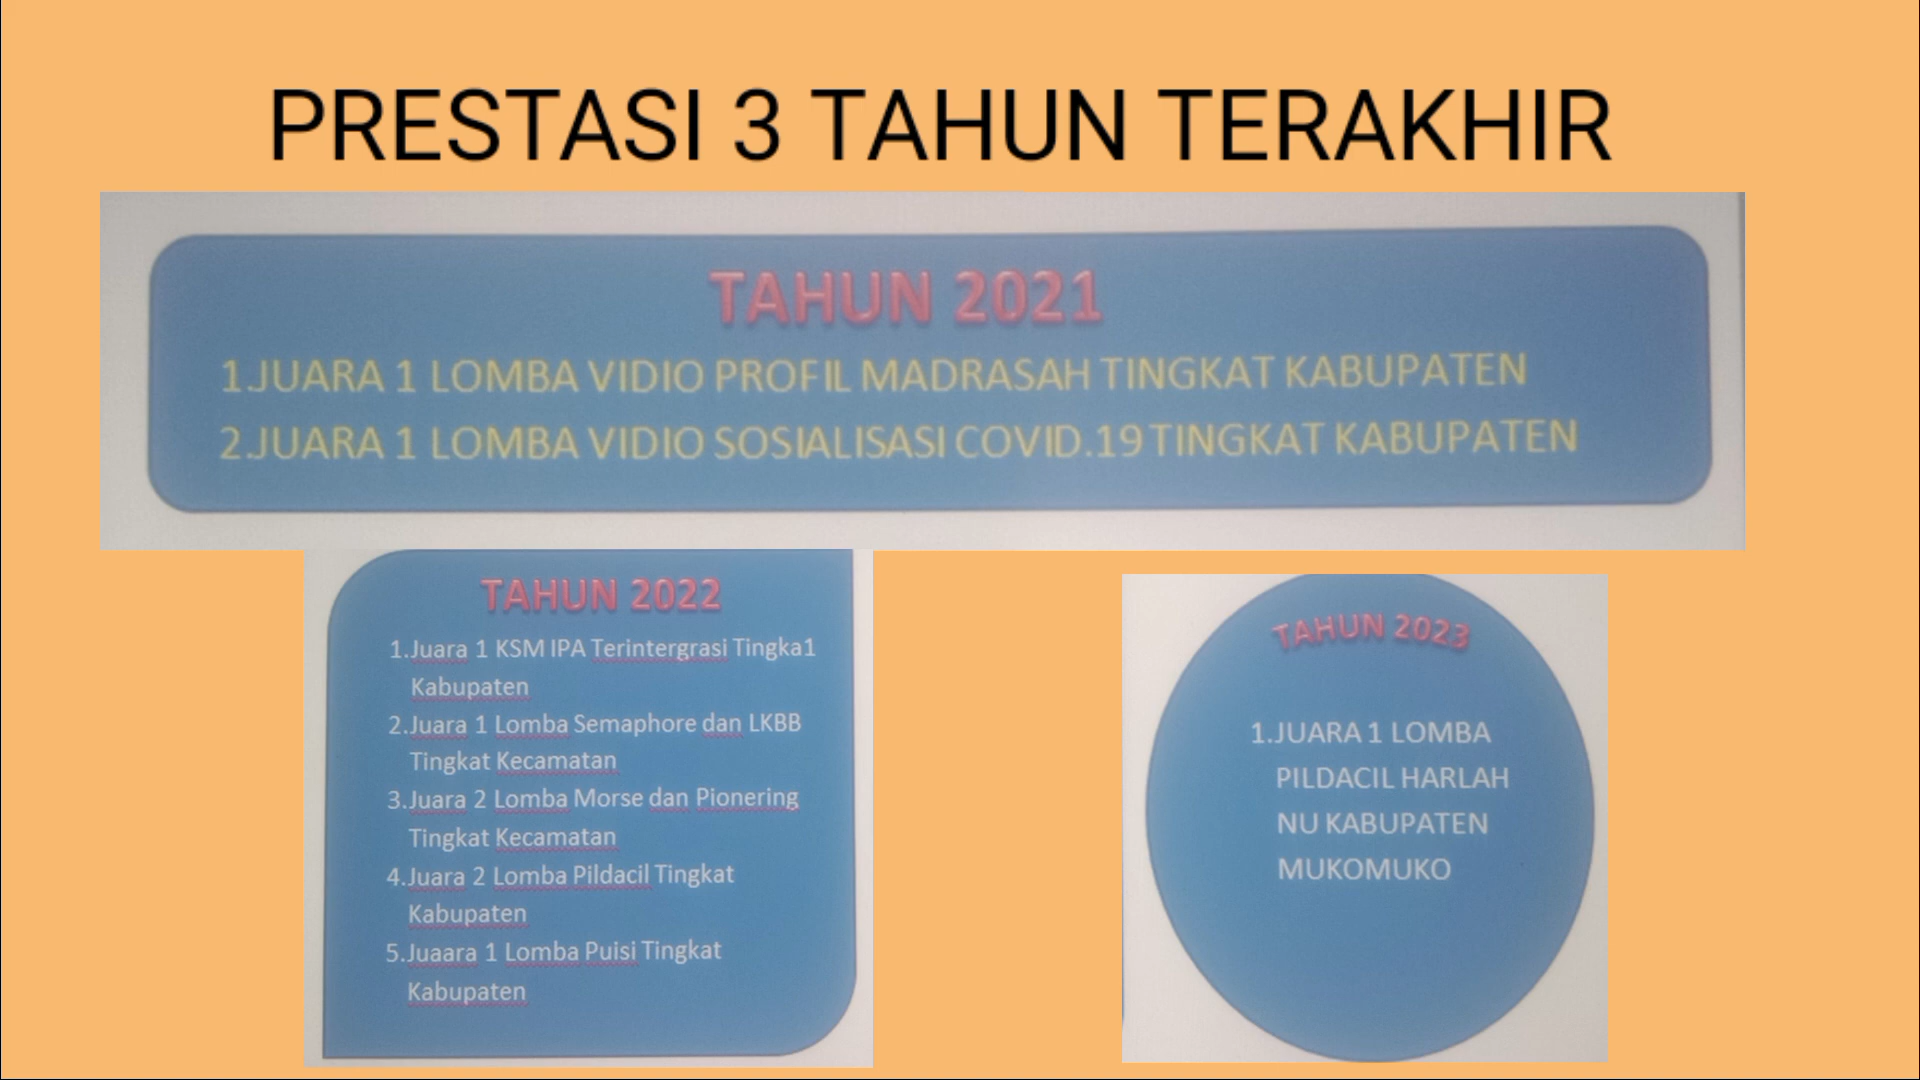 PRESTASI 3 TAHUN TERAKHIR
TAHUN 2021
1.JUARA 1 LOMBA VIDIO PROFIL MADRASAH TINGKAT KABUPATEN
2.JUARA 1 LOMBA VIDIO SOSIALISASI COVID.19 TINGKAT KABUPATEN
TAHUN 2022
1.Juara 1 KSM IPA Terintergrasi Tingka1
Kabupaten
2.Juara 1 Lomba Semaphore dan LKBB
Tingkat Kecamatan
3.Juara 2 Lomba Morse dan Pionering
Tingkat Kecamatan
4.Juara 2 Lomba Pildacil Tingkat
Kabupaten
5.Juaara 1 Lomba Puisi Tingkat
Kabupaten
TAHUN 2023
1.JUARA 1 LOMBA
PILDACIL HARLAH
NU KABUPATEN
MUKOMUKO